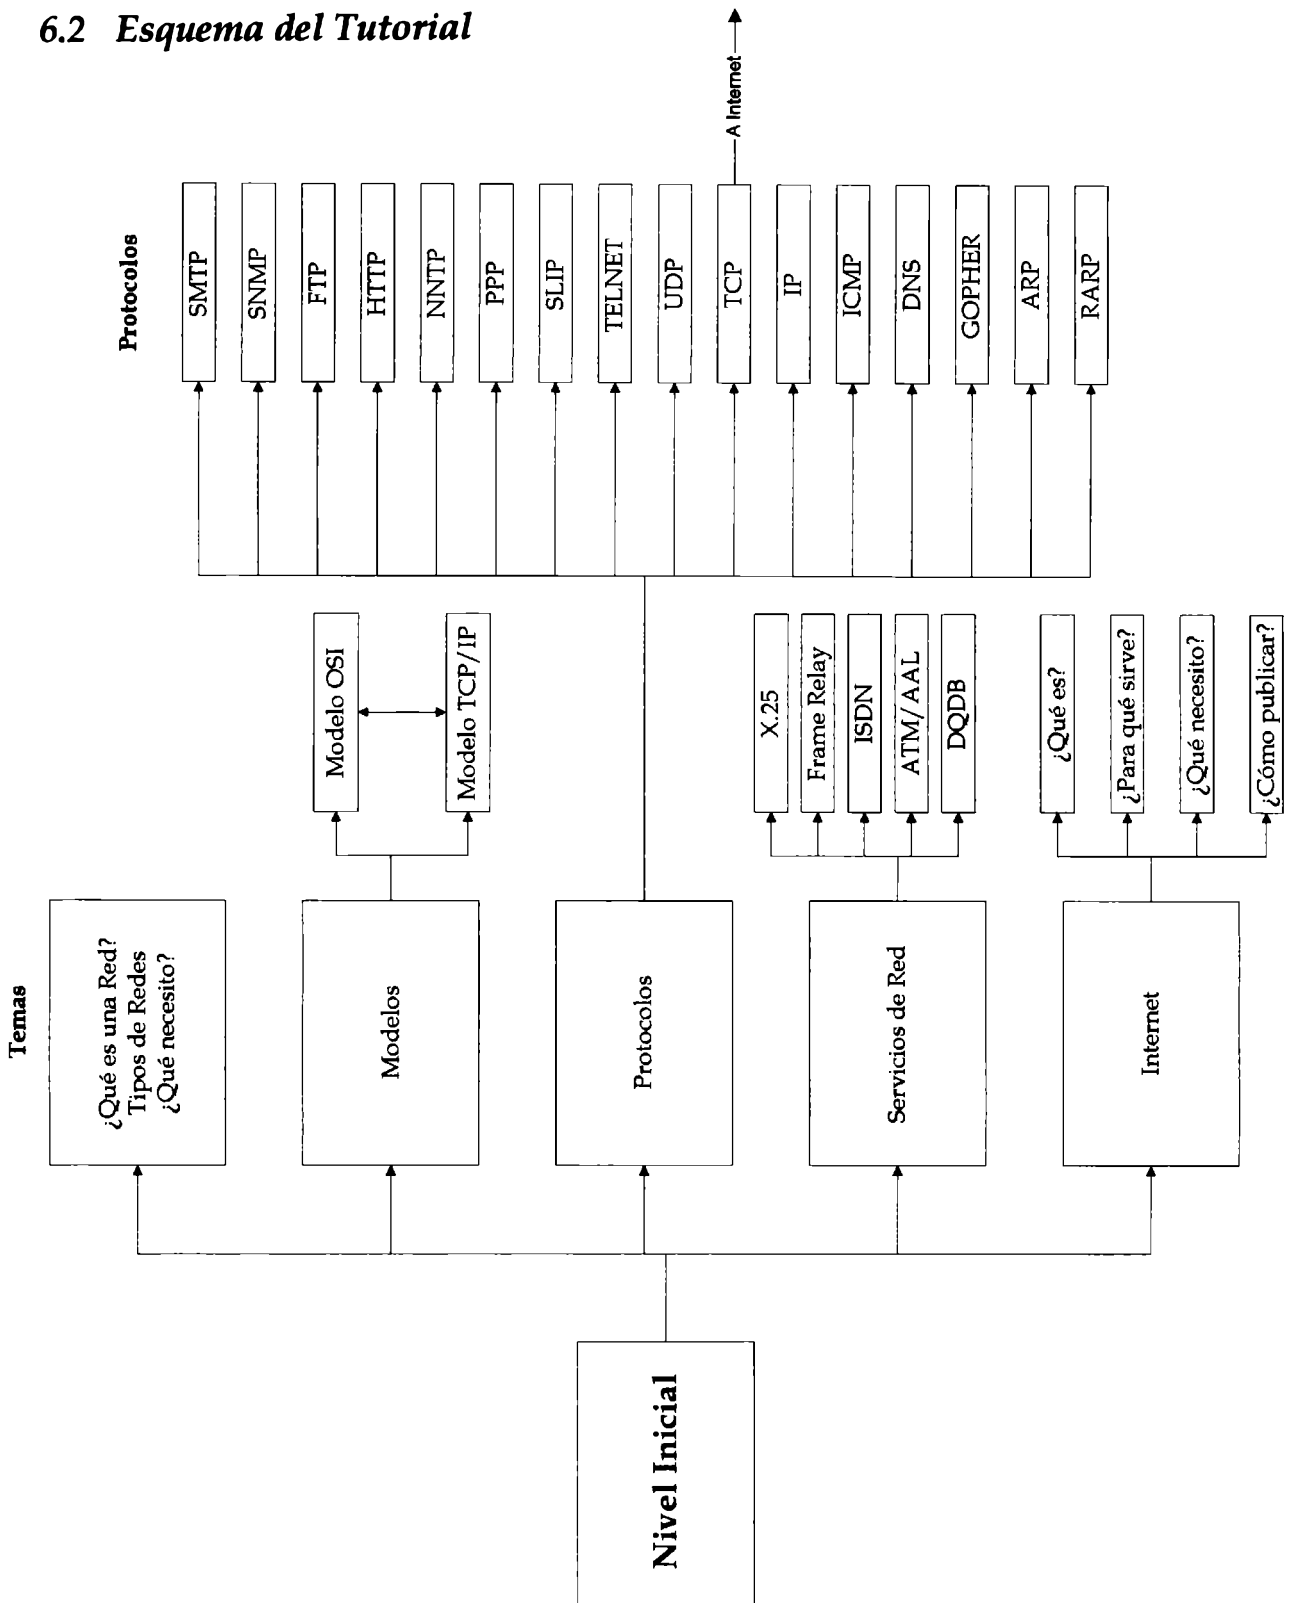 6.2 Esquema del Tutorial
Nivel Inicial
Temas
¿Qué es una Red?
Tipos de Redes
¿Qué necesito?
Modelos
Protocolos
Servicios de Red
Internet
Modelo OSI
Modelo TCP/IP
X.25
Frame Relay
ISDN
ATM/AAL
DQDB
¿Qué es?
¿Para qué sirve?
¿Qué necesito?
¿Cómo publicar?
Protocolos
SMTP
SNMP
FTP
HTTP
NNTP
PPP
SLIP
TELNET
UDP
TCP
IP
ICMP
DNS
GOPHER
ARP
RARP
A Internet